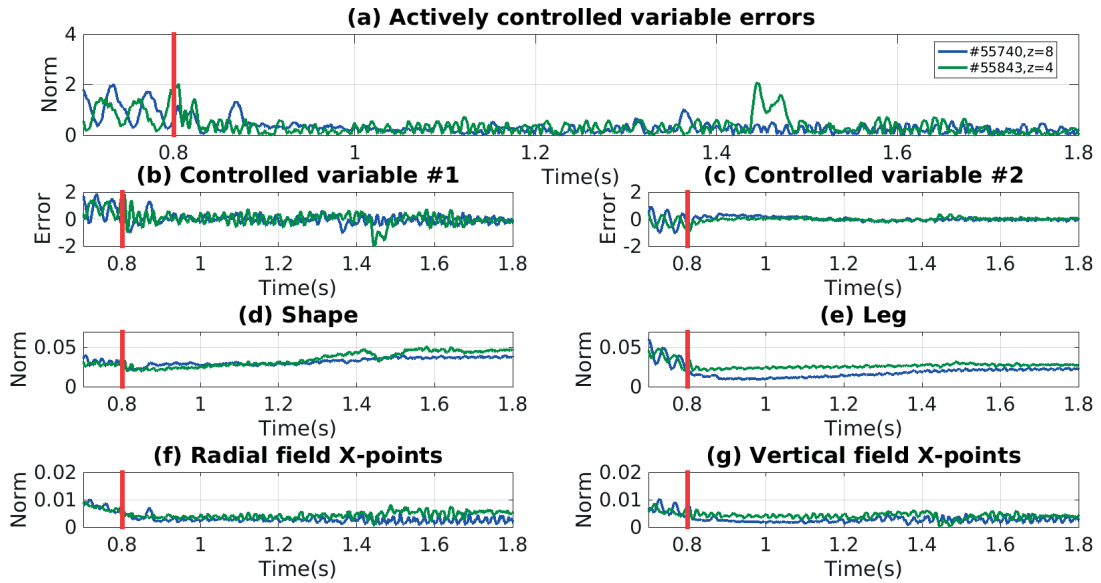 (a) Actively controlled variable errors
4
2
0
Norm
#55740,z=8
#55843,z=4
0.8 1 1.2 1.4 1.6 1.8
Time(s)
(b) Controlled variable #1
2
0
-2
Error
0.8 1 1.2 1.4 1.6 1.8
Time(s)
(c) Controlled variable #2
2
0
-2
Error
0.8 1 1.2 1.4 1.6 1.8
Time(s)
(d) Shape
0.05
0
Norm
0.8 1 1.2 1.4 1.6 1.8
Time(s)
(e) Leg
0.05
0
Norm
0.8 1 1.2 1.4 1.6 1.8
Time(s)
(f) Radial field X-points
0.02
0.01
0
Norm
0.8 1 1.2 1.4 1.6 1.8
Time(s)
(g) Vertical field X-points
0.02
0.01
0
Norm
0.8 1 1.2 1.4 1.6 1.8
Time(s)